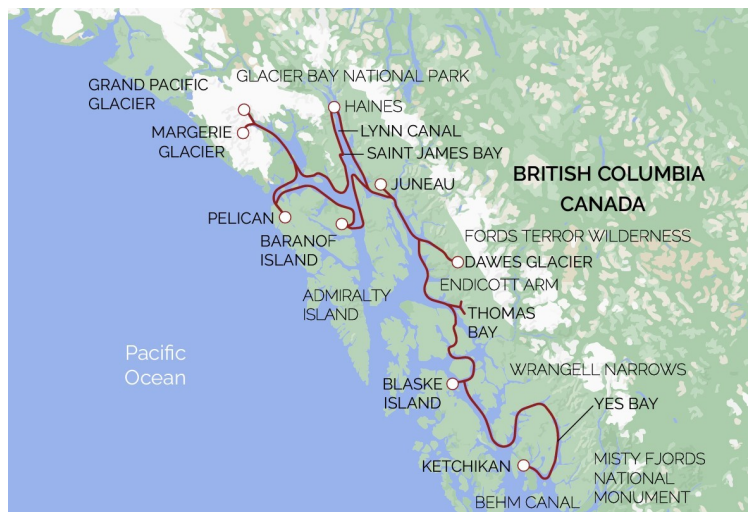 GLACIER BAY NATIONAL PARK
GRAND PACIFIC
GLACIER
HAINES
MARGERIE
GLACIER
LYNN CANAL
SAINT JAMES BAY
JUNEAU
BRITISH COLUMBIA
CANADA
PELICAN
BARANOF
ISLAND
FORDS TERROR WILDERNESS
DAWES GLACIER
ENDICOTT ARM
ADMIRALTY
ISLAND
THOMAS
BAY
Pacific
Ocean
WRANGELL NARROWS
BLASKE
ISLAND
YES BAY
KETCHIKAN
MISTY FJORDS
NATIONAL
MONUMENT
BEHM CANAL